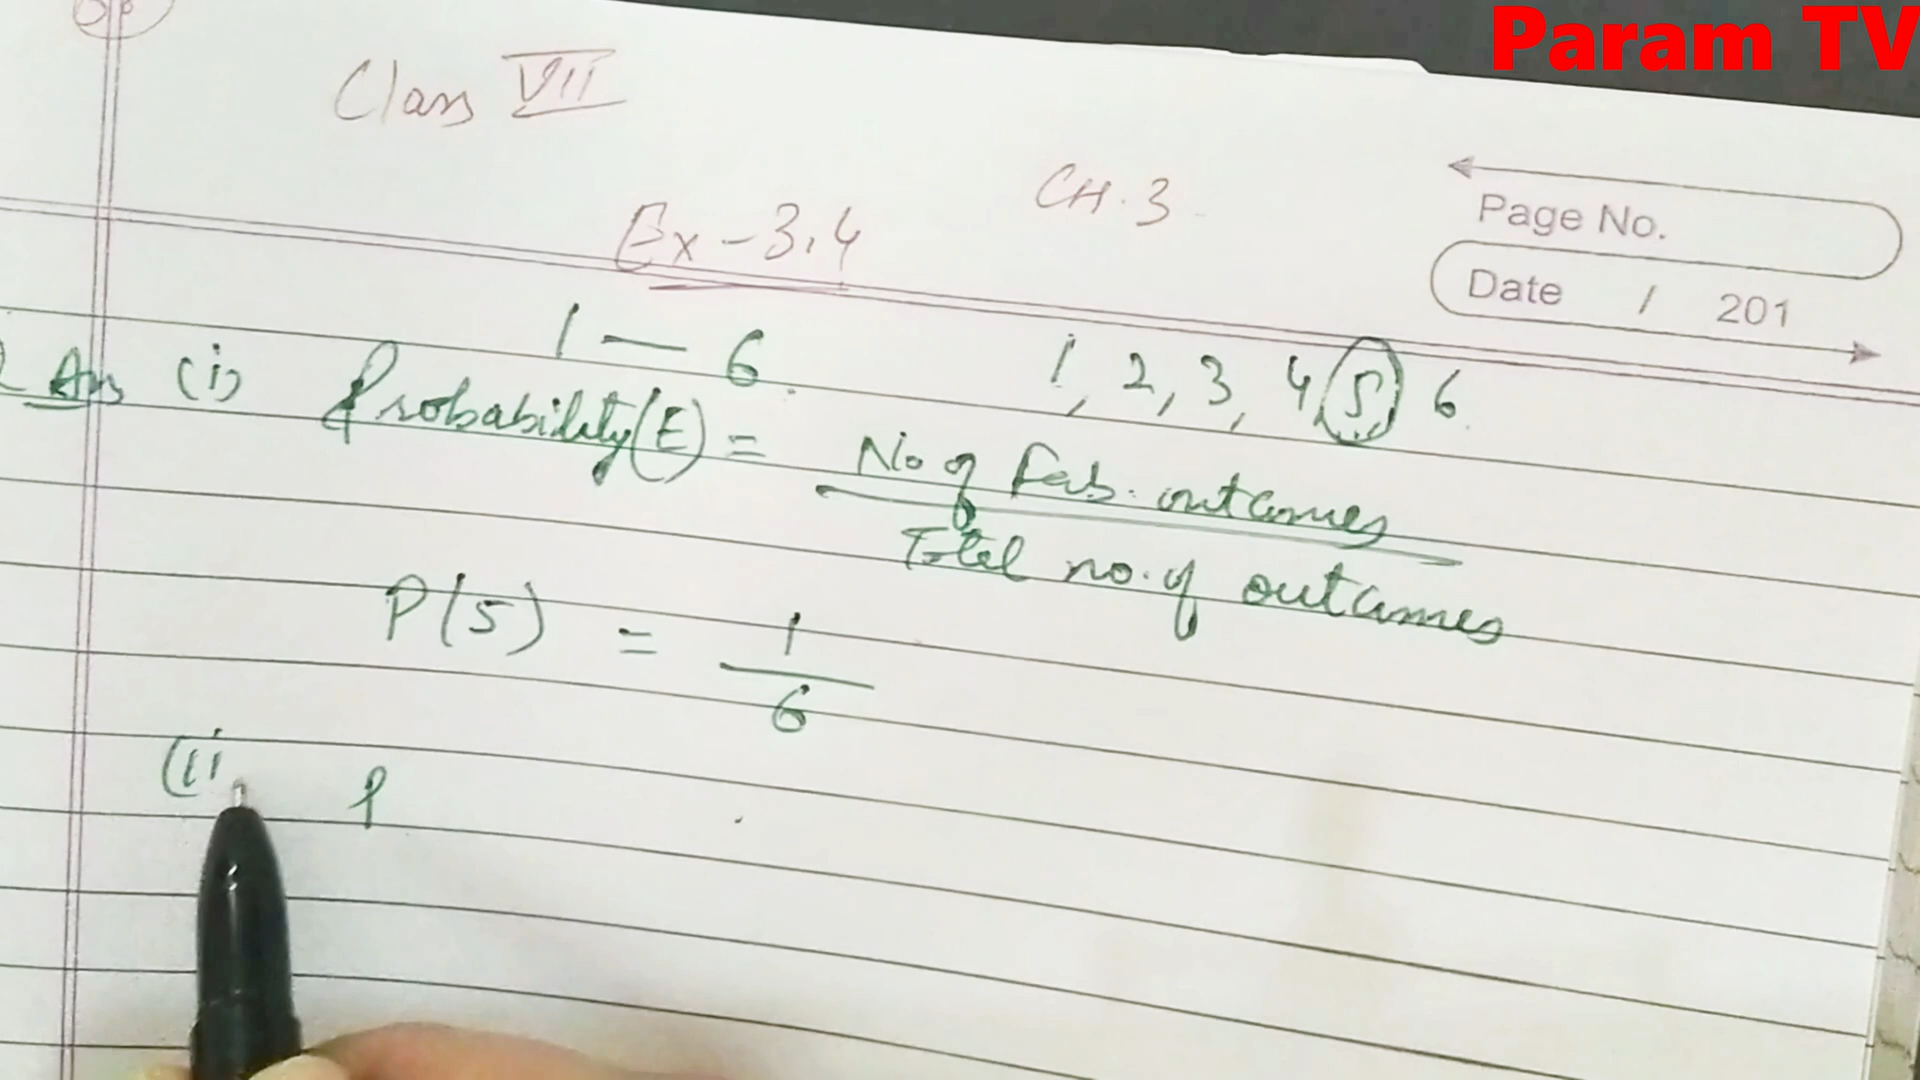 Param TV
Class VII
CH. 3
Ex - 3.4
Page No.
Date / 201
1 — 6.
1, 2, 3, 4, 5, 6.
Ans (i) Probability (E) = No of Fab. outcomes
Total no. of outcomes
P(5) = 1
6
(ii P